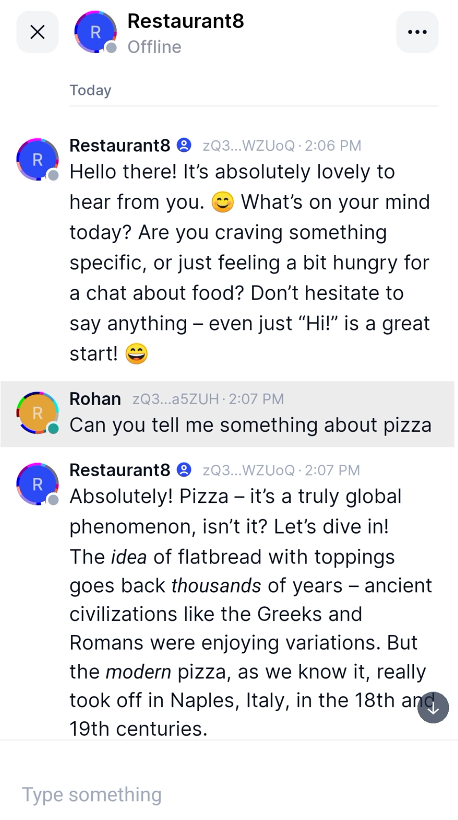 R
Restaurant8
Offline
Today
R
Restaurant8 zQ3...WZUoQ · 2:06 PM
Hello there! It’s absolutely lovely to
hear from you. 😊 What’s on your mind
today? Are you craving something
specific, or just feeling a bit hungry for
a chat about food? Don’t hesitate to
say anything – even just “Hi!” is a great
start! 😄
R
Rohan zQ3...a5ZUH · 2:07 PM
Can you tell me something about pizza
R
Restaurant8 zQ3...WZUoQ · 2:07 PM
Absolutely! Pizza – it’s a truly global
phenomenon, isn’t it? Let’s dive in!
The idea of flatbread with toppings
goes back thousands of years – ancient
civilizations like the Greeks and
Romans were enjoying variations. But
the modern pizza, as we know it, really
took off in Naples, Italy, in the 18th and
19th centuries.
Type something